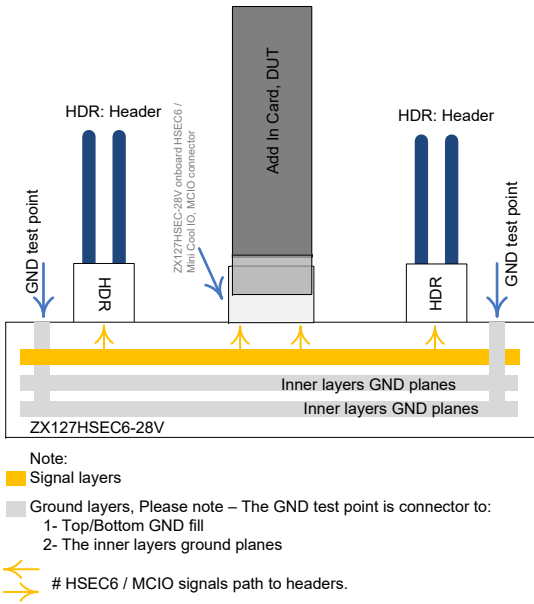 Add In Card, DUT
HDR: Header
HDR: Header
ZX127HSEC-28V onboard HSEC6 /
Mini Cool IO, MCIO connector
GND test point
GND test point
HDR
HDR
Inner layers GND planes
Inner layers GND planes
ZX127HSEC6-28V
Note:
Signal layers
Ground layers, Please note – The GND test point is connector to:
1- Top/Bottom GND fill
2- The inner layers ground planes
# HSEC6 / MCIO signals path to headers.